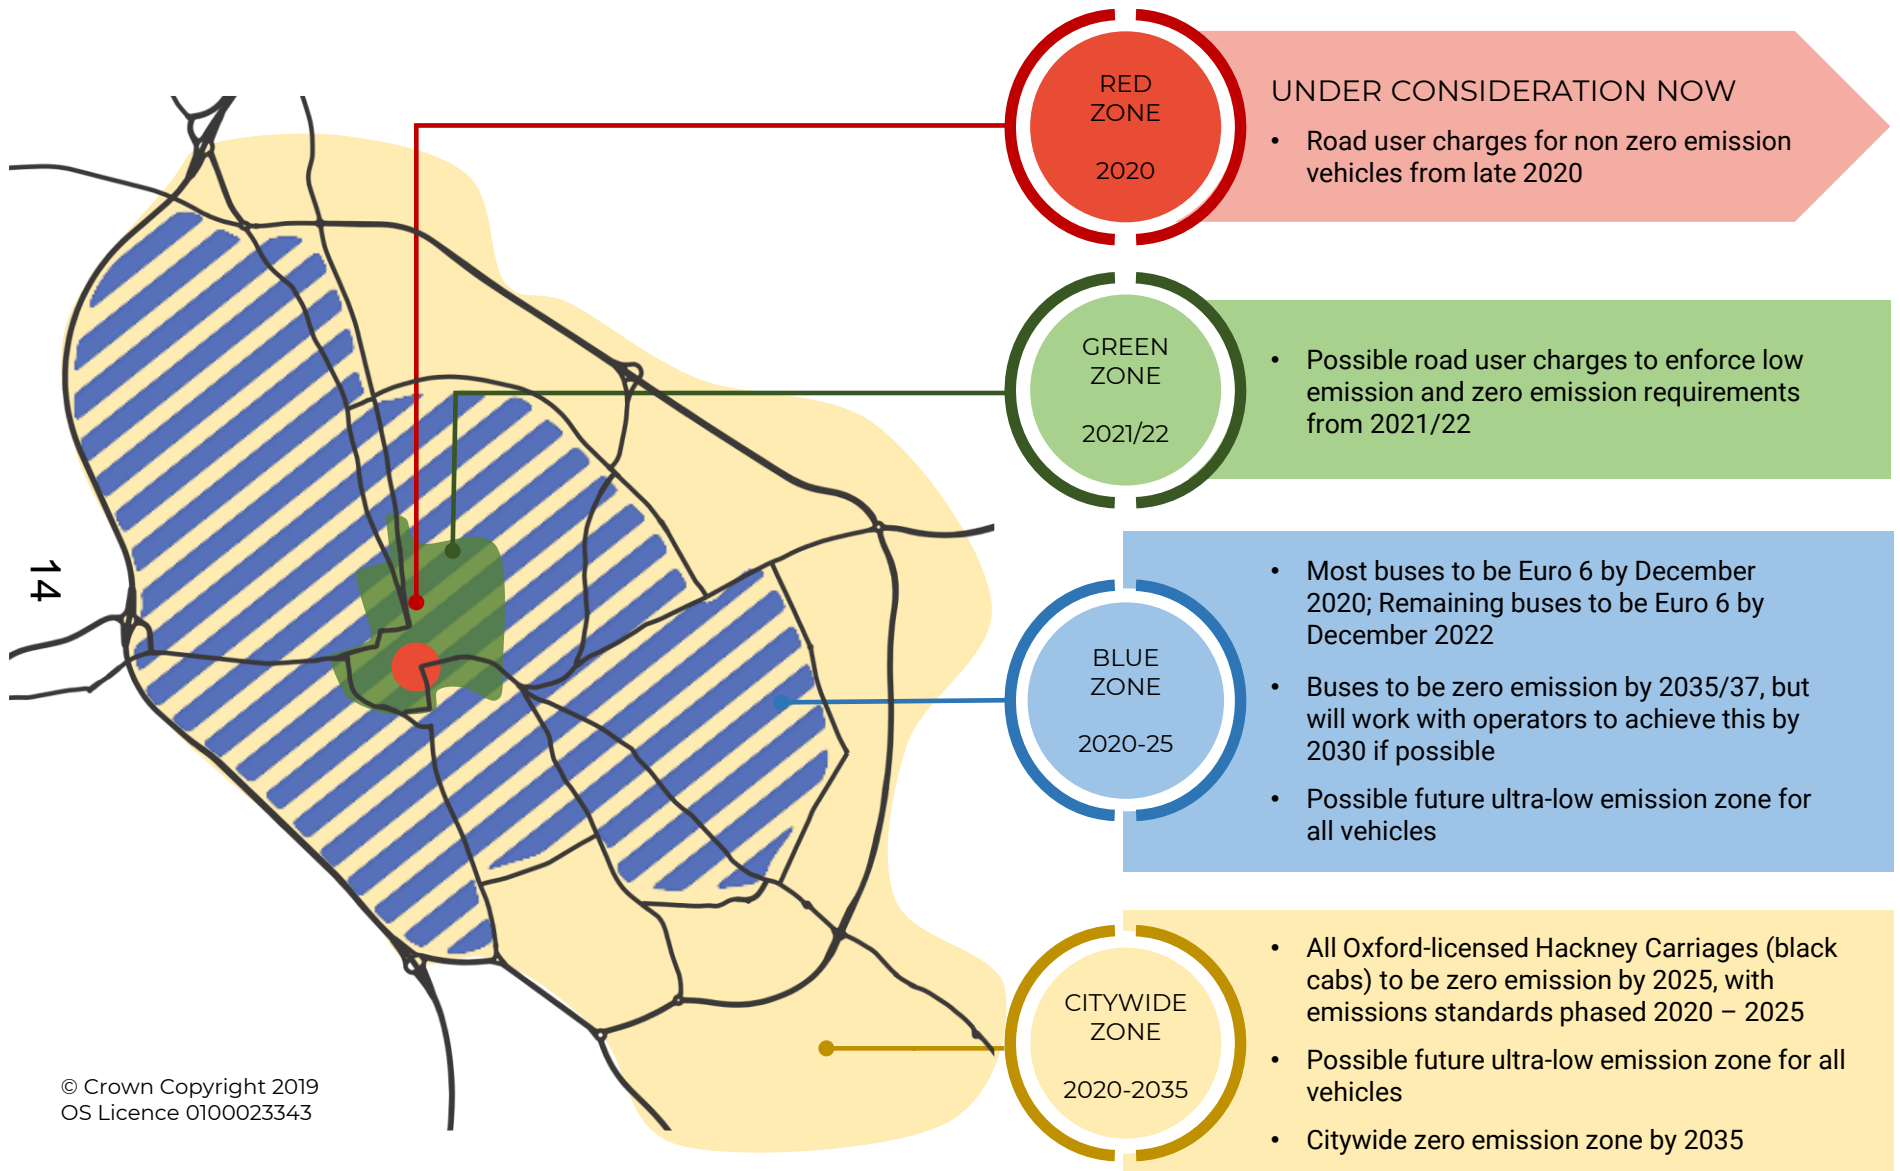 RED
ZONE
2020
UNDER CONSIDERATION NOW
• Road user charges for non zero emission
vehicles from late 2020
GREEN
ZONE
2021/22
• Possible road user charges to enforce low
emission and zero emission requirements
from 2021/22
14
BLUE
ZONE
2020-25
• Most buses to be Euro 6 by December
2020; Remaining buses to be Euro 6 by
December 2022
• Buses to be zero emission by 2035/37, but
will work with operators to achieve this by
2030 if possible
• Possible future ultra-low emission zone for
all vehicles
CITYWIDE
ZONE
2020-2035
• All Oxford-licensed Hackney Carriages (black
cabs) to be zero emission by 2025, with
emissions standards phased 2020 – 2025
• Possible future ultra-low emission zone for all
vehicles
• Citywide zero emission zone by 2035
© Crown Copyright 2019
OS Licence 0100023343